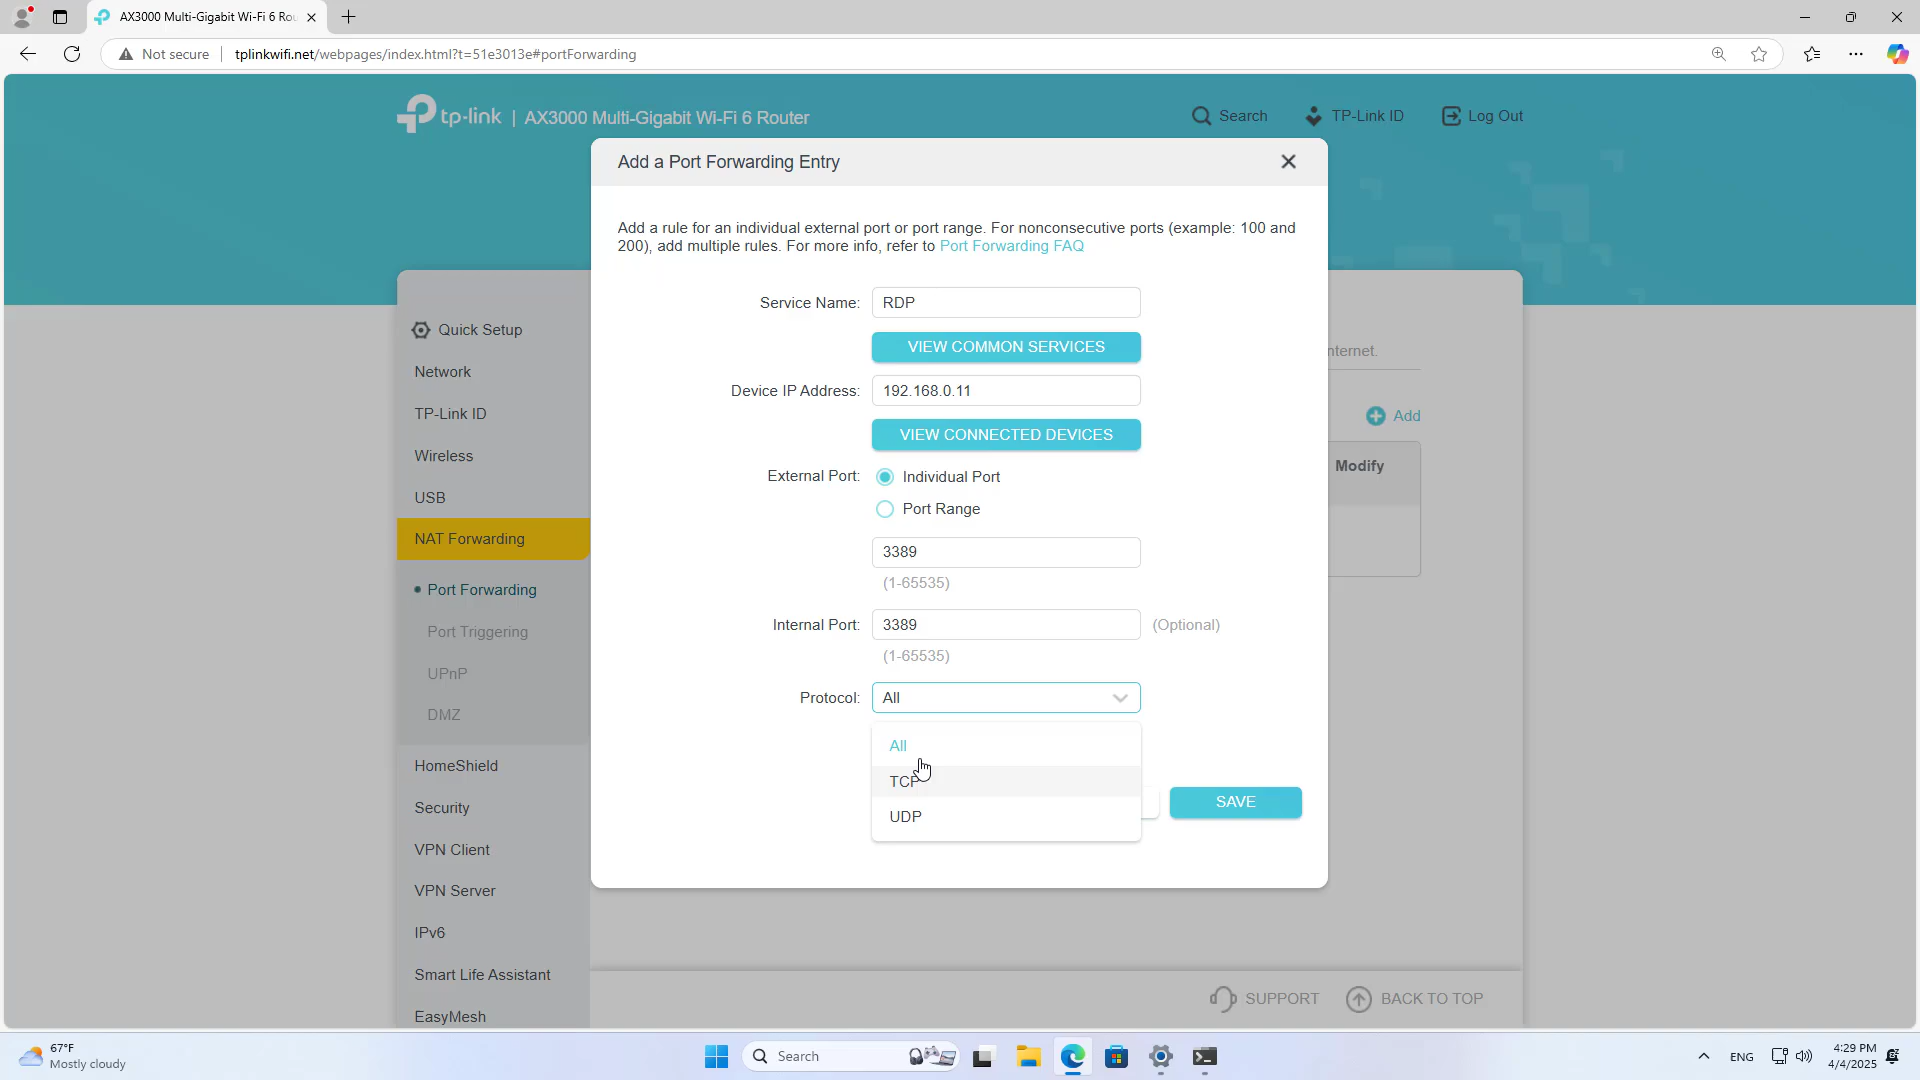 AX3000 Multi-Gigabit Wi-Fi 6 Rou
Not secure
tplinkwifi.net/webpages/index.html?t=51e3013e#portForwarding
tp-link | AX3000 Multi-Gigabit Wi-Fi 6 Router
Search
TP-Link ID
Log Out
Add a Port Forwarding Entry
Add a rule for an individual external port or port range. For nonconsecutive ports (example: 100 and
200), add multiple rules. For more info, refer to Port Forwarding FAQ
Service Name: RDP
VIEW COMMON SERVICES
Device IP Address: 192.168.0.11
VIEW CONNECTED DEVICES
External Port: Individual Port
Port Range
3389
(1-65535)
Internal Port: 3389 (Optional)
(1-65535)
Protocol: All
All
TCP
UDP
SAVE
Quick Setup
Network
TP-Link ID
Wireless
USB
NAT Forwarding
Port Forwarding
Port Triggering
UPnP
DMZ
HomeShield
Security
VPN Client
VPN Server
IPv6
Smart Life Assistant
EasyMesh
nternet.
Add
Modify
SUPPORT
BACK TO TOP
67°F
Mostly cloudy
Search
ENG
4:29 PM
4/4/2025